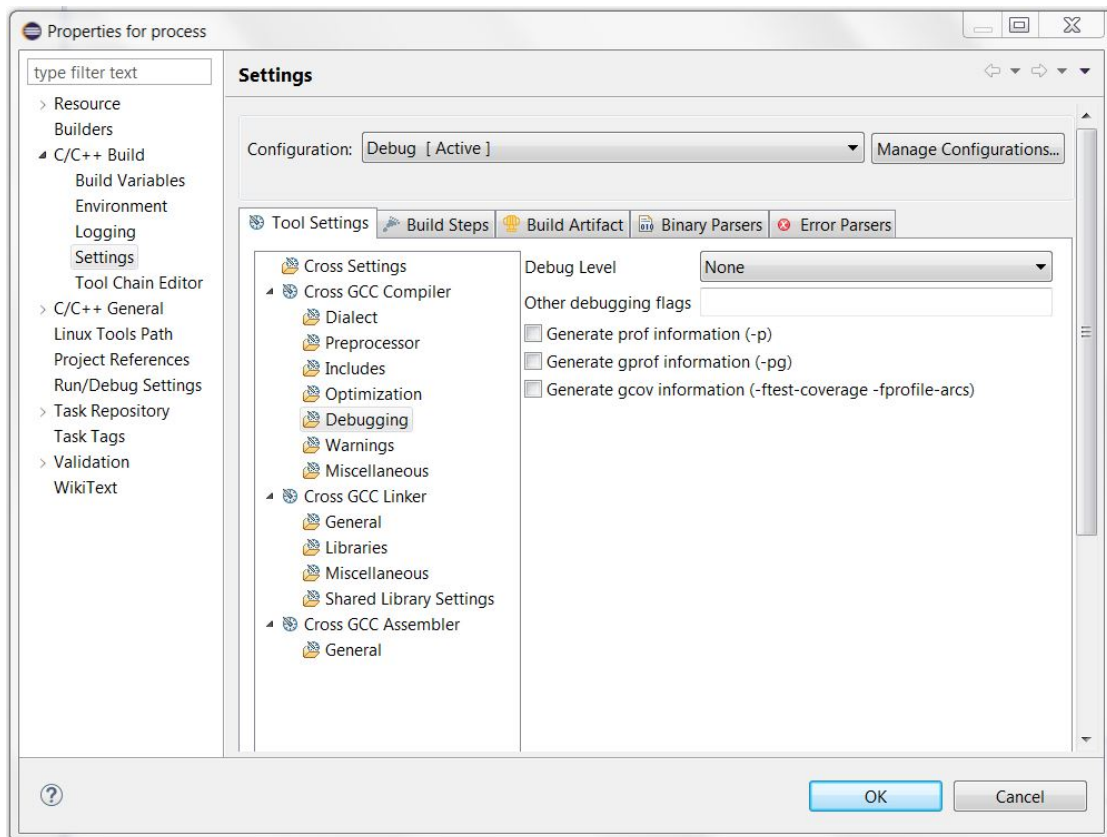 Properties for process
type filter text
Resource
Builders
C/C++ Build
Build Variables
Environment
Logging
Settings
Tool Chain Editor
C/C++ General
Linux Tools Path
Project References
Run/Debug Settings
Task Repository
Task Tags
Validation
WikiText
Settings
Configuration: Debug [ Active ] Manage Configurations...
Tool Settings Build Steps Build Artifact Binary Parsers Error Parsers
Cross Settings
Cross GCC Compiler
Dialect
Preprocessor
Includes
Optimization
Debugging
Warnings
Miscellaneous
Cross GCC Linker
General
Libraries
Miscellaneous
Shared Library Settings
Cross GCC Assembler
General
Debug Level None
Other debugging flags
Generate prof information (-p)
Generate gprof information (-pg)
Generate gcov information (-ftest-coverage -fprofile-arcs)
OK Cancel